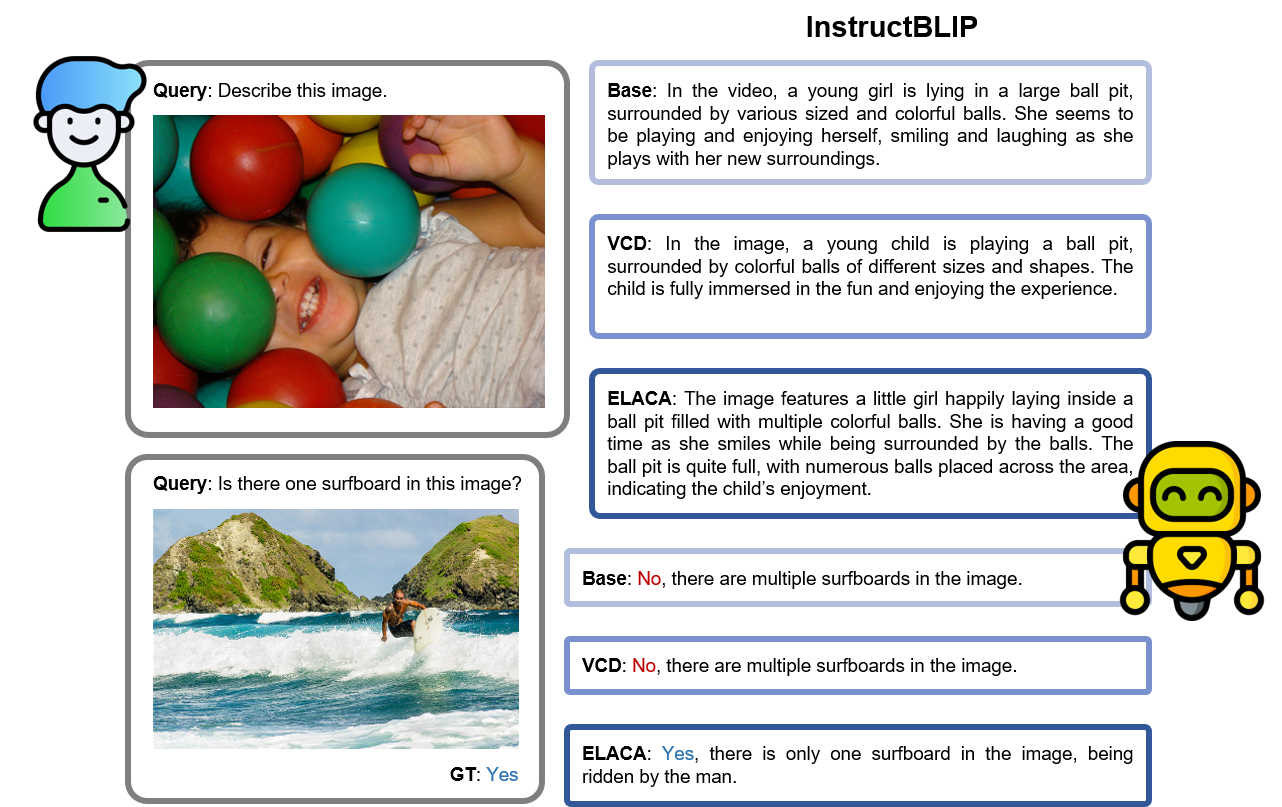 InstructBLIP
Query: Describe this image.
Base: In the video, a young girl is lying in a large ball pit,
surrounded by various sized and colorful balls. She seems to
be playing and enjoying herself, smiling and laughing as she
plays with her new surroundings.
VCD: In the image, a young child is playing a ball pit,
surrounded by colorful balls of different sizes and shapes. The
child is fully immersed in the fun and enjoying the experience.
ELACA: The image features a little girl happily laying inside a
ball pit filled with multiple colorful balls. She is having a good
time as she smiles while being surrounded by the balls. The
ball pit is quite full, with numerous balls placed across the area,
indicating the child’s enjoyment.
Query: Is there one surfboard in this image?
GT: Yes
Base: No, there are multiple surfboards in the image.
VCD: No, there are multiple surfboards in the image.
ELACA: Yes, there is only one surfboard in the image, being
ridden by the man.